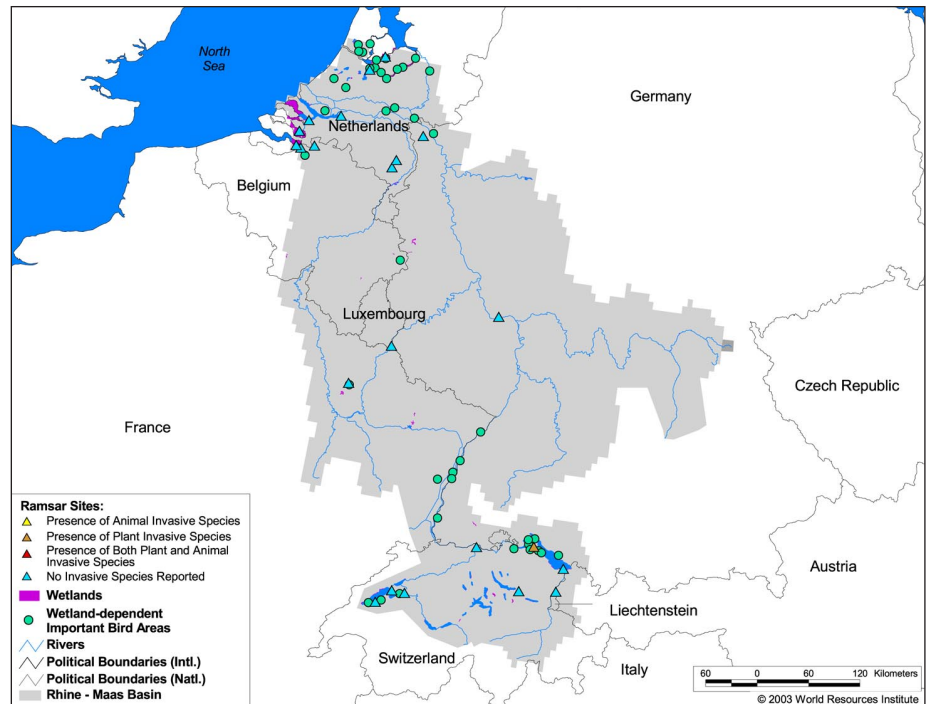 North
Sea
Germany
Netherlands
Belgium
Luxembourg
Czech Republic
France
Austria
Liechtenstein
Switzerland
Italy
Ramsar Sites:
Presence of Animal Invasive Species
Presence of Plant Invasive Species
Presence of Both Plant and Animal
Invasive Species
No Invasive Species Reported
Wetlands
Wetland-dependent
Important Bird Areas
Rivers
Political Boundaries (Intl.)
Political Boundaries (Natl.)
Rhine - Maas Basin
60 0 60 120 Kilometers
© 2003 World Resources Institute